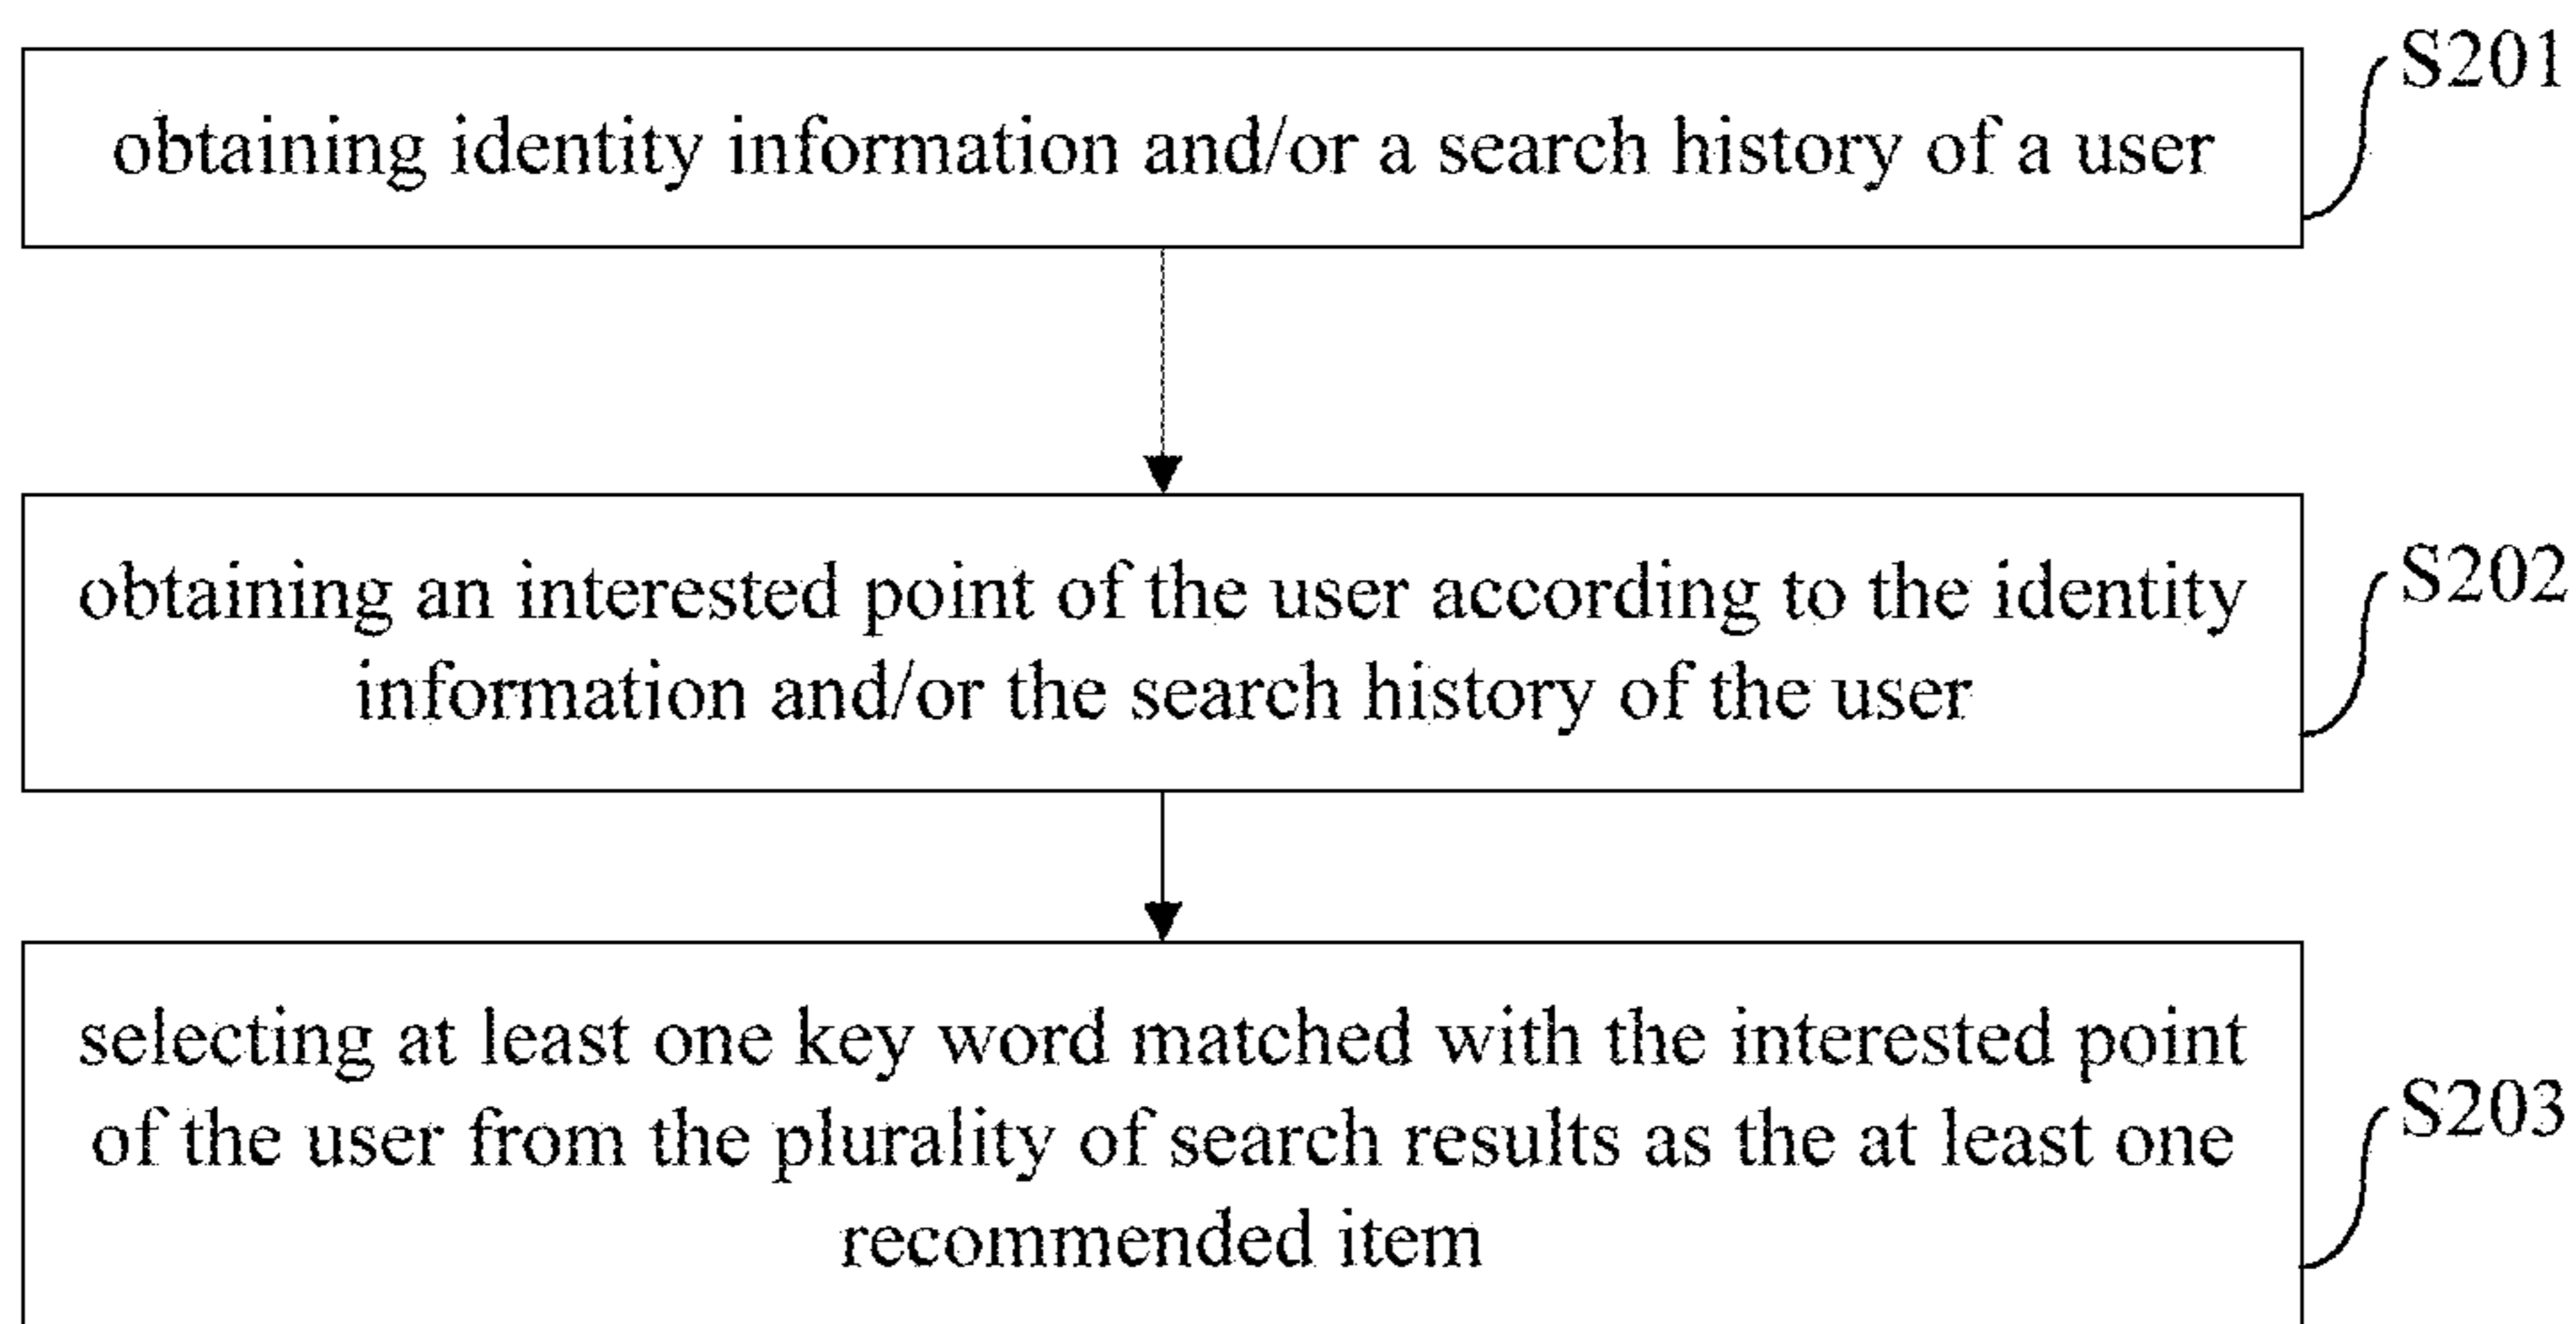 S201
obtaining identity information and/or a search history of a user
S202
obtaining an interested point of the user according to the identity
information and/or the search history of the user
S203
selecting at least one key word matched with the interested point
of the user from the plurality of search results as the at least one
recommended item